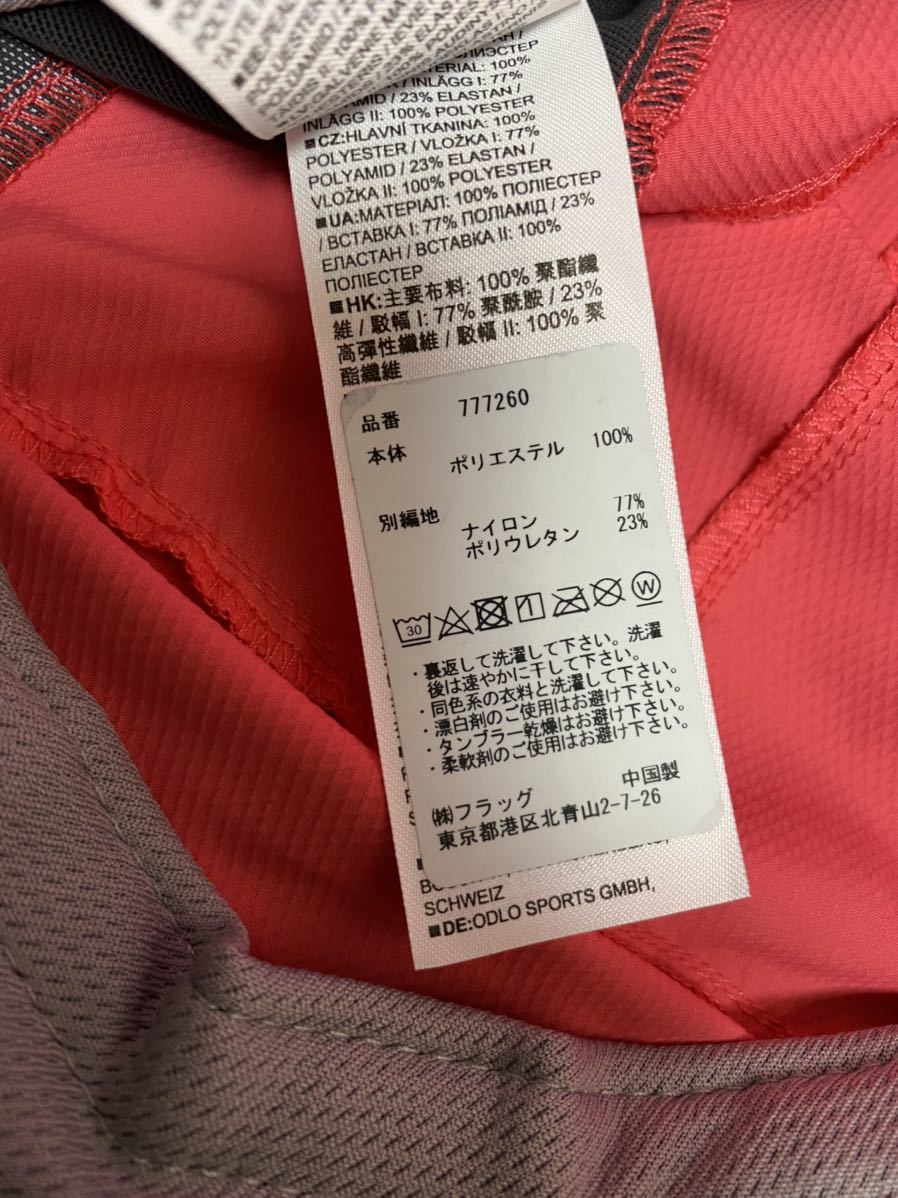 ПОЛИЭСТЕР
INLÄGG I: 77%
/ 23% ELASTAN /
INLÄGG II: 100% POLYESTER
CZ:HLAVNÍ TKANINA: 100%
POLYESTER / VLOŽKA I: 77%
POLYAMID / 23% ELASTAN /
VLOŽKA II: 100% POLYESTER
UA:МАТЕРІАЛ: 100% ПОЛІЕСТЕР
/ ВСТАВКА I: 77% ПОЛІАМІД / 23%
ЕЛАСТАН / ВСТАВКА II: 100%
ПОЛІЕСТЕР
HK:主要布料: 100% 聚酯纖
維 / 駁幅 I: 77% 聚酰胺 / 23%
高彈性纖維 / 駁幅 II: 100% 聚
酯纖維
品番 777260
本体 ポリエステル 100%
別編地 ナイロン 77%
ポリウレタン 23%
30 1 W
・裏返して洗濯して下さい。洗濯
後は速やかに干して下さい。
・同色系の衣料と洗濯して下さい。
・漂白剤のご使用はお避け下さい。
・タンブラー乾燥はお避け下さい。
・柔軟剤のご使用はお避け下さい。
㈱フラッグ 中国製
東京都港区北青山2-7-26
SCHWEIZ
DE:ODLO SPORTS GMBH,